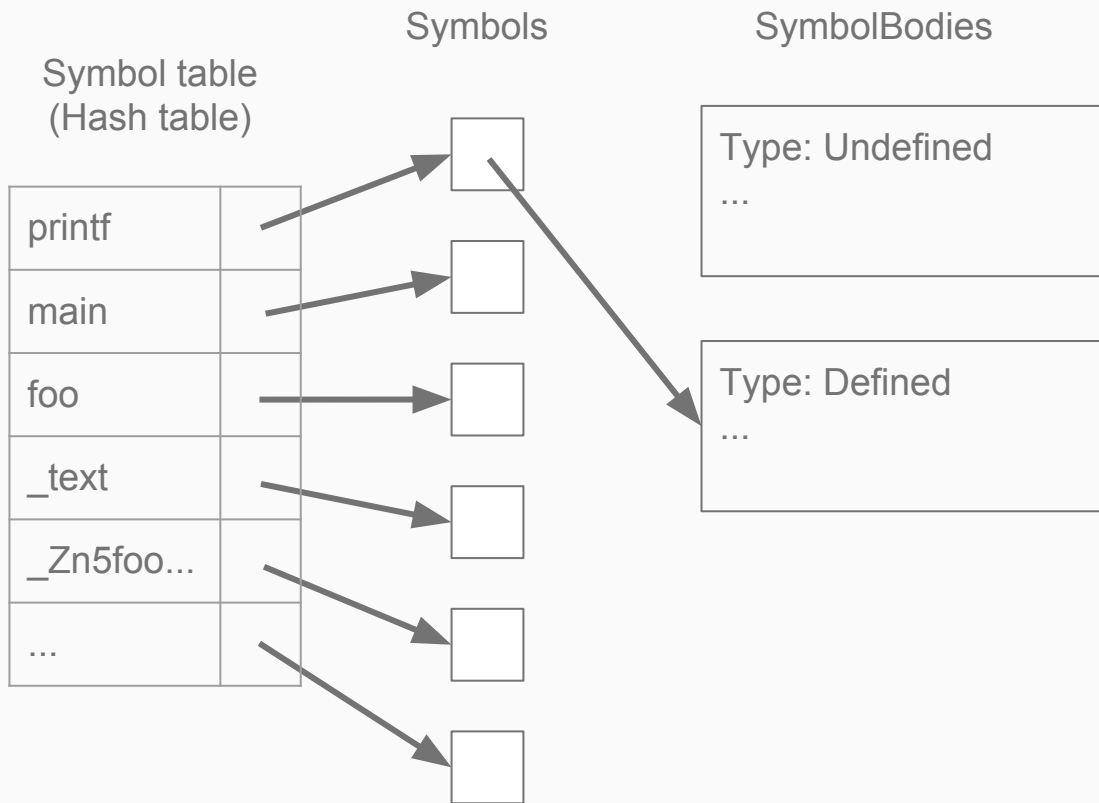 Symbols
SymbolBodies
Symbol table
(Hash table)
printf
main
foo
_text
_Zn5foo...
...
Type: Undefined
...
Type: Defined
...